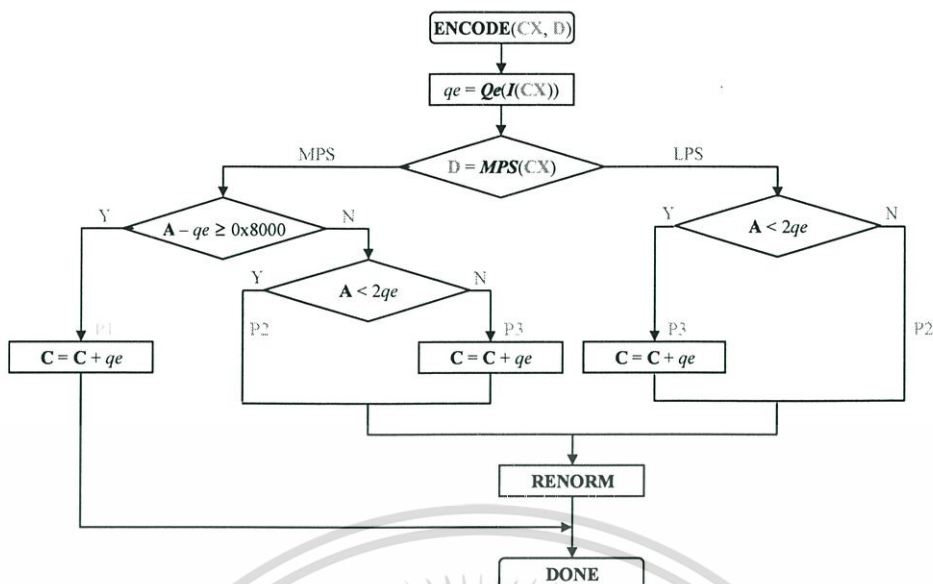 ENCODE(CX, D)
qe = Qe(I(CX))
MPS
D = MPS(CX)
LPS
Y
A – qe ≥ 0x8000
N
Y
A < 2qe
N
Y
A < 2qe
N
P1
P2
P3
P3
P2
C = C + qe
C = C + qe
C = C + qe
RENORM
DONE